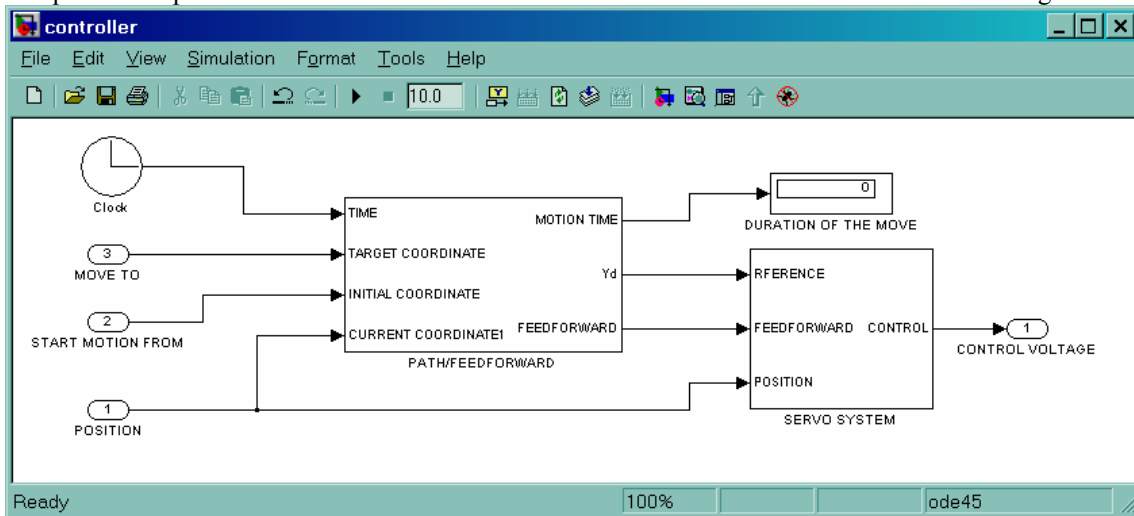 controller
File Edit View Simulation Format Tools Help
10.0
Clock
3
MOVE TO
2
START MOTION FROM
1
POSITION
TIME
TARGET COORDINATE
INITIAL COORDINATE
CURRENT COORDINATE1
MOTION TIME
Yd
FEEDFORWARD
PATH/FEEDFORWARD
0
DURATION OF THE MOVE
RFERENCE
FEEDFORWARD CONTROL
POSITION
SERVO SYSTEM
1
CONTROL VOLTAGE
Ready 100% ode45